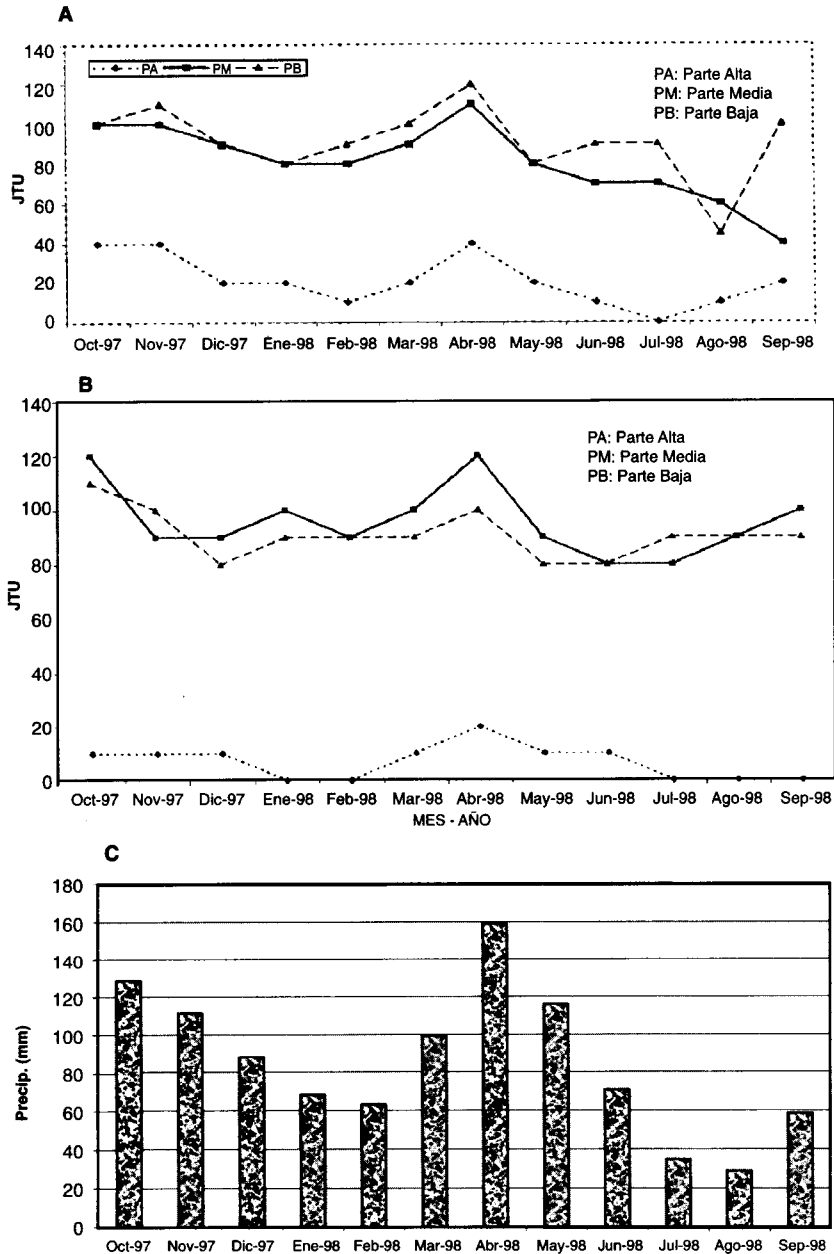 A
140
120
100
80
60
40
20
0
JTU
PA PM PB
PA: Parte Alta
PM: Parte Media
PB: Parte Baja
Oct-97 Nov-97 Dic-97 Ene-98 Feb-98 Mar-98 Abr-98 May-98 Jun-98 Jul-98 Ago-98 Sep-98
B
140
120
100
80
60
40
20
0
JTU
PA: Parte Alta
PM: Parte Media
PB: Parte Baja
Oct-97 Nov-97 Dic-97 Ene-98 Feb-98 Mar-98 Abr-98 May-98 Jun-98 Jul-98 Ago-98 Sep-98
MES - AÑO
C
180
160
140
120
100
80
60
40
20
0
Precip. (mm)
Oct-97 Nov-97 Dic-97 Ene-98 Feb-98 Mar-98 Abr-98 May-98 Jun-98 Jul-98 Ago-98 Sep-98